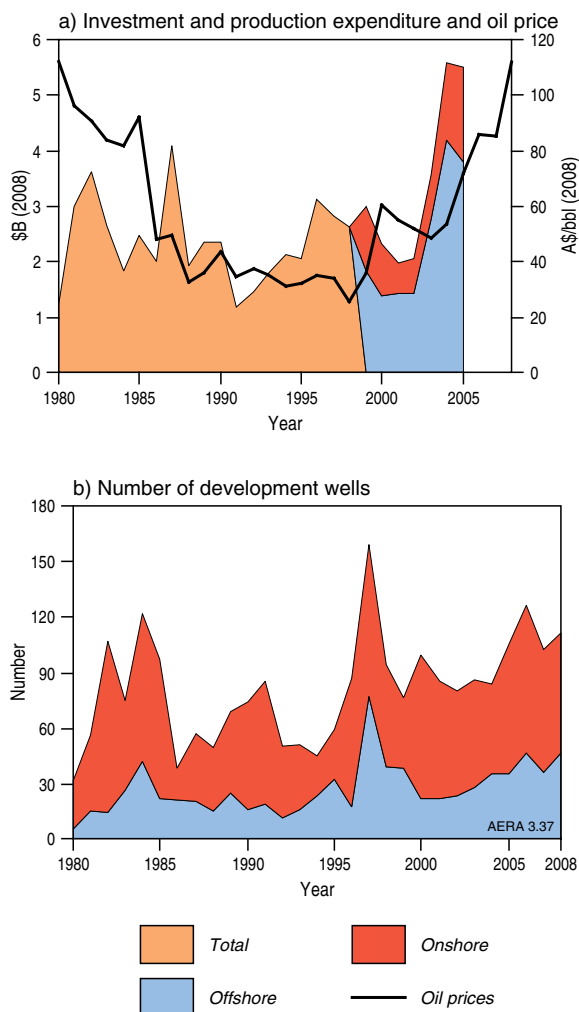 a) Investment and production expenditure and oil price
6 120
5 100
4 80
3 60
2 40
1 20
0 0
$B (2008)
A$/bbl (2008)
1980 1985 1990 1995 2000 2005
Year
b) Number of development wells
180
150
120
90
60
30
0
Number
AERA 3.37
1980 1985 1990 1995 2000 2005 2008
Year
Total Onshore
Offshore Oil prices